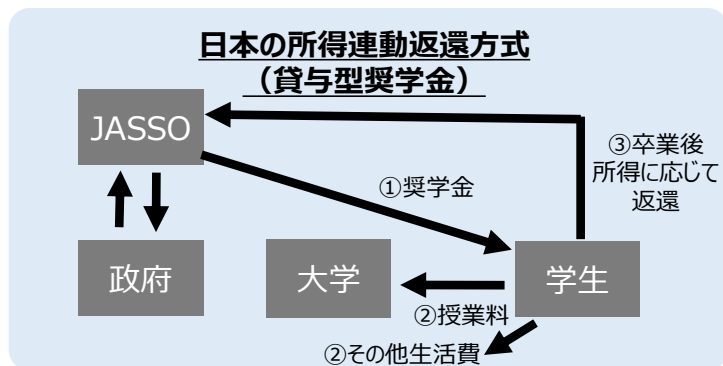 日本の所得連動返還方式
（貸与型奨学金）
JASSO
③卒業後
所得に応じて
返還
①奨学金
政府
大学
学生
②授業料
②その他生活費